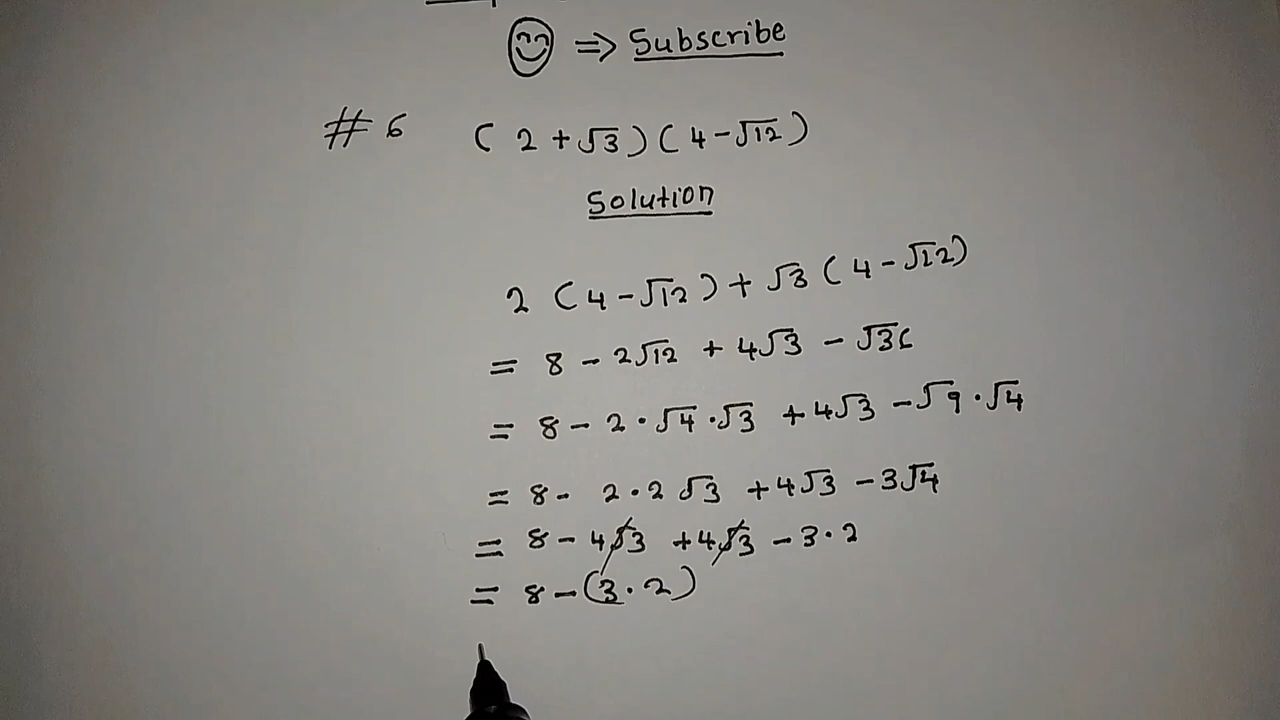 => Subscribe
# 6 (2+√3)(4-√12)
Solution
2 (4-√12) + √3 (4-√12)
= 8 - 2√12 + 4√3 - √36
= 8 - 2·√4·√3 + 4√3 - √9·√4
= 8 - 2·2√3 + 4√3 - 3√4
= 8 - 4√3 + 4√3 - 3·2
= 8 - (3·2)